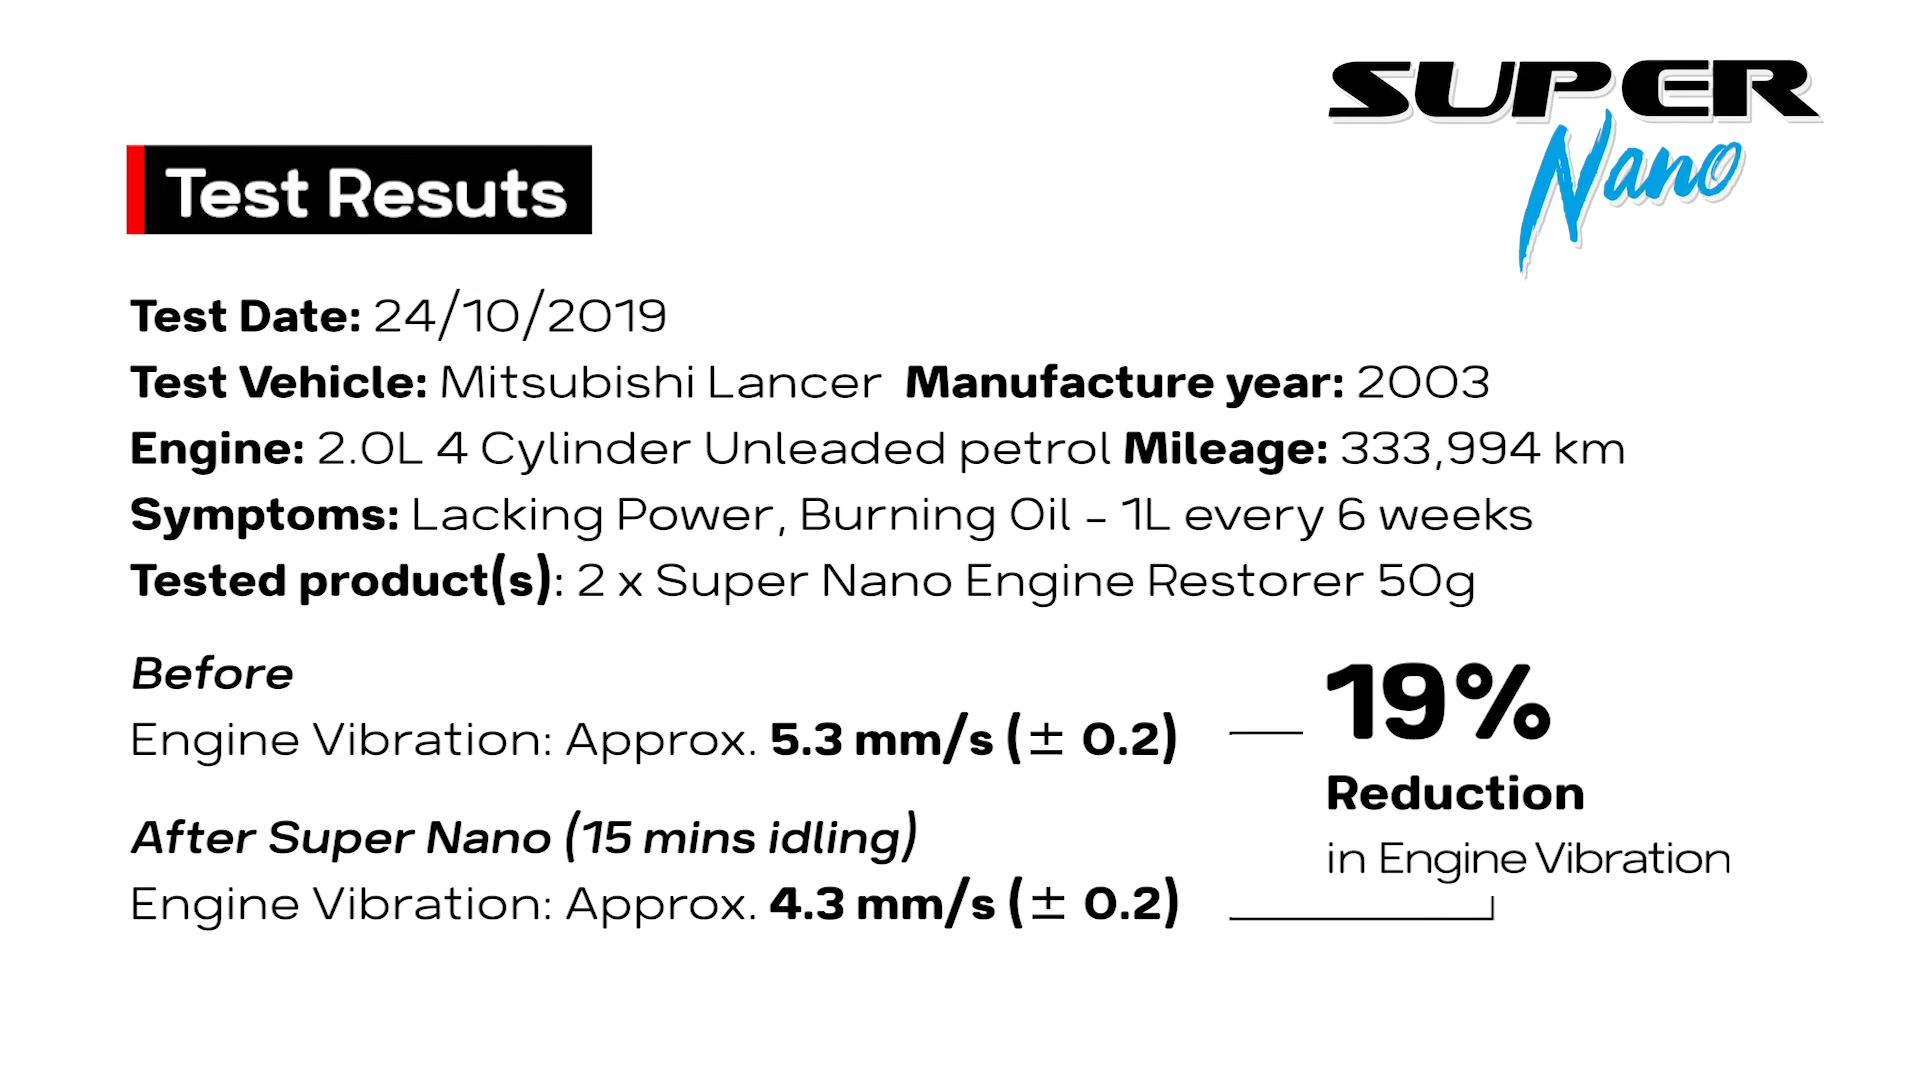 SUPER
Nano
Test Resuts
Test Date: 24/10/2019
Test Vehicle: Mitsubishi Lancer Manufacture year: 2003
Engine: 2.0L 4 Cylinder Unleaded petrol Mileage: 333,994 km
Symptoms: Lacking Power, Burning Oil - 1L every 6 weeks
Tested product(s): 2 x Super Nano Engine Restorer 50g
Before
Engine Vibration: Approx. 5.3 mm/s (± 0.2)
After Super Nano (15 mins idling)
Engine Vibration: Approx. 4.3 mm/s (± 0.2)
19%
Reduction
in Engine Vibration